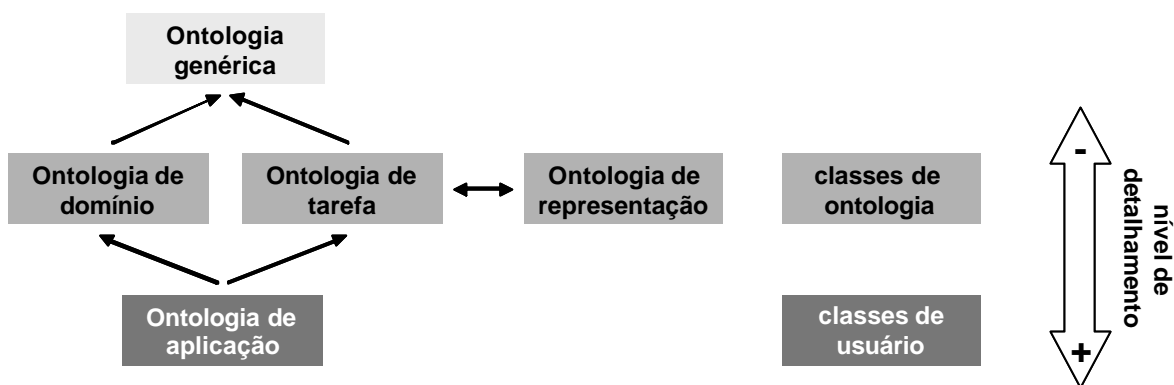 Ontologia
genérica
Ontologia de
domínio
Ontologia de
tarefa
Ontologia de
representação
classes de
ontologia
-
nível de
detalhamento
Ontologia de
aplicação
classes de
usuário
+